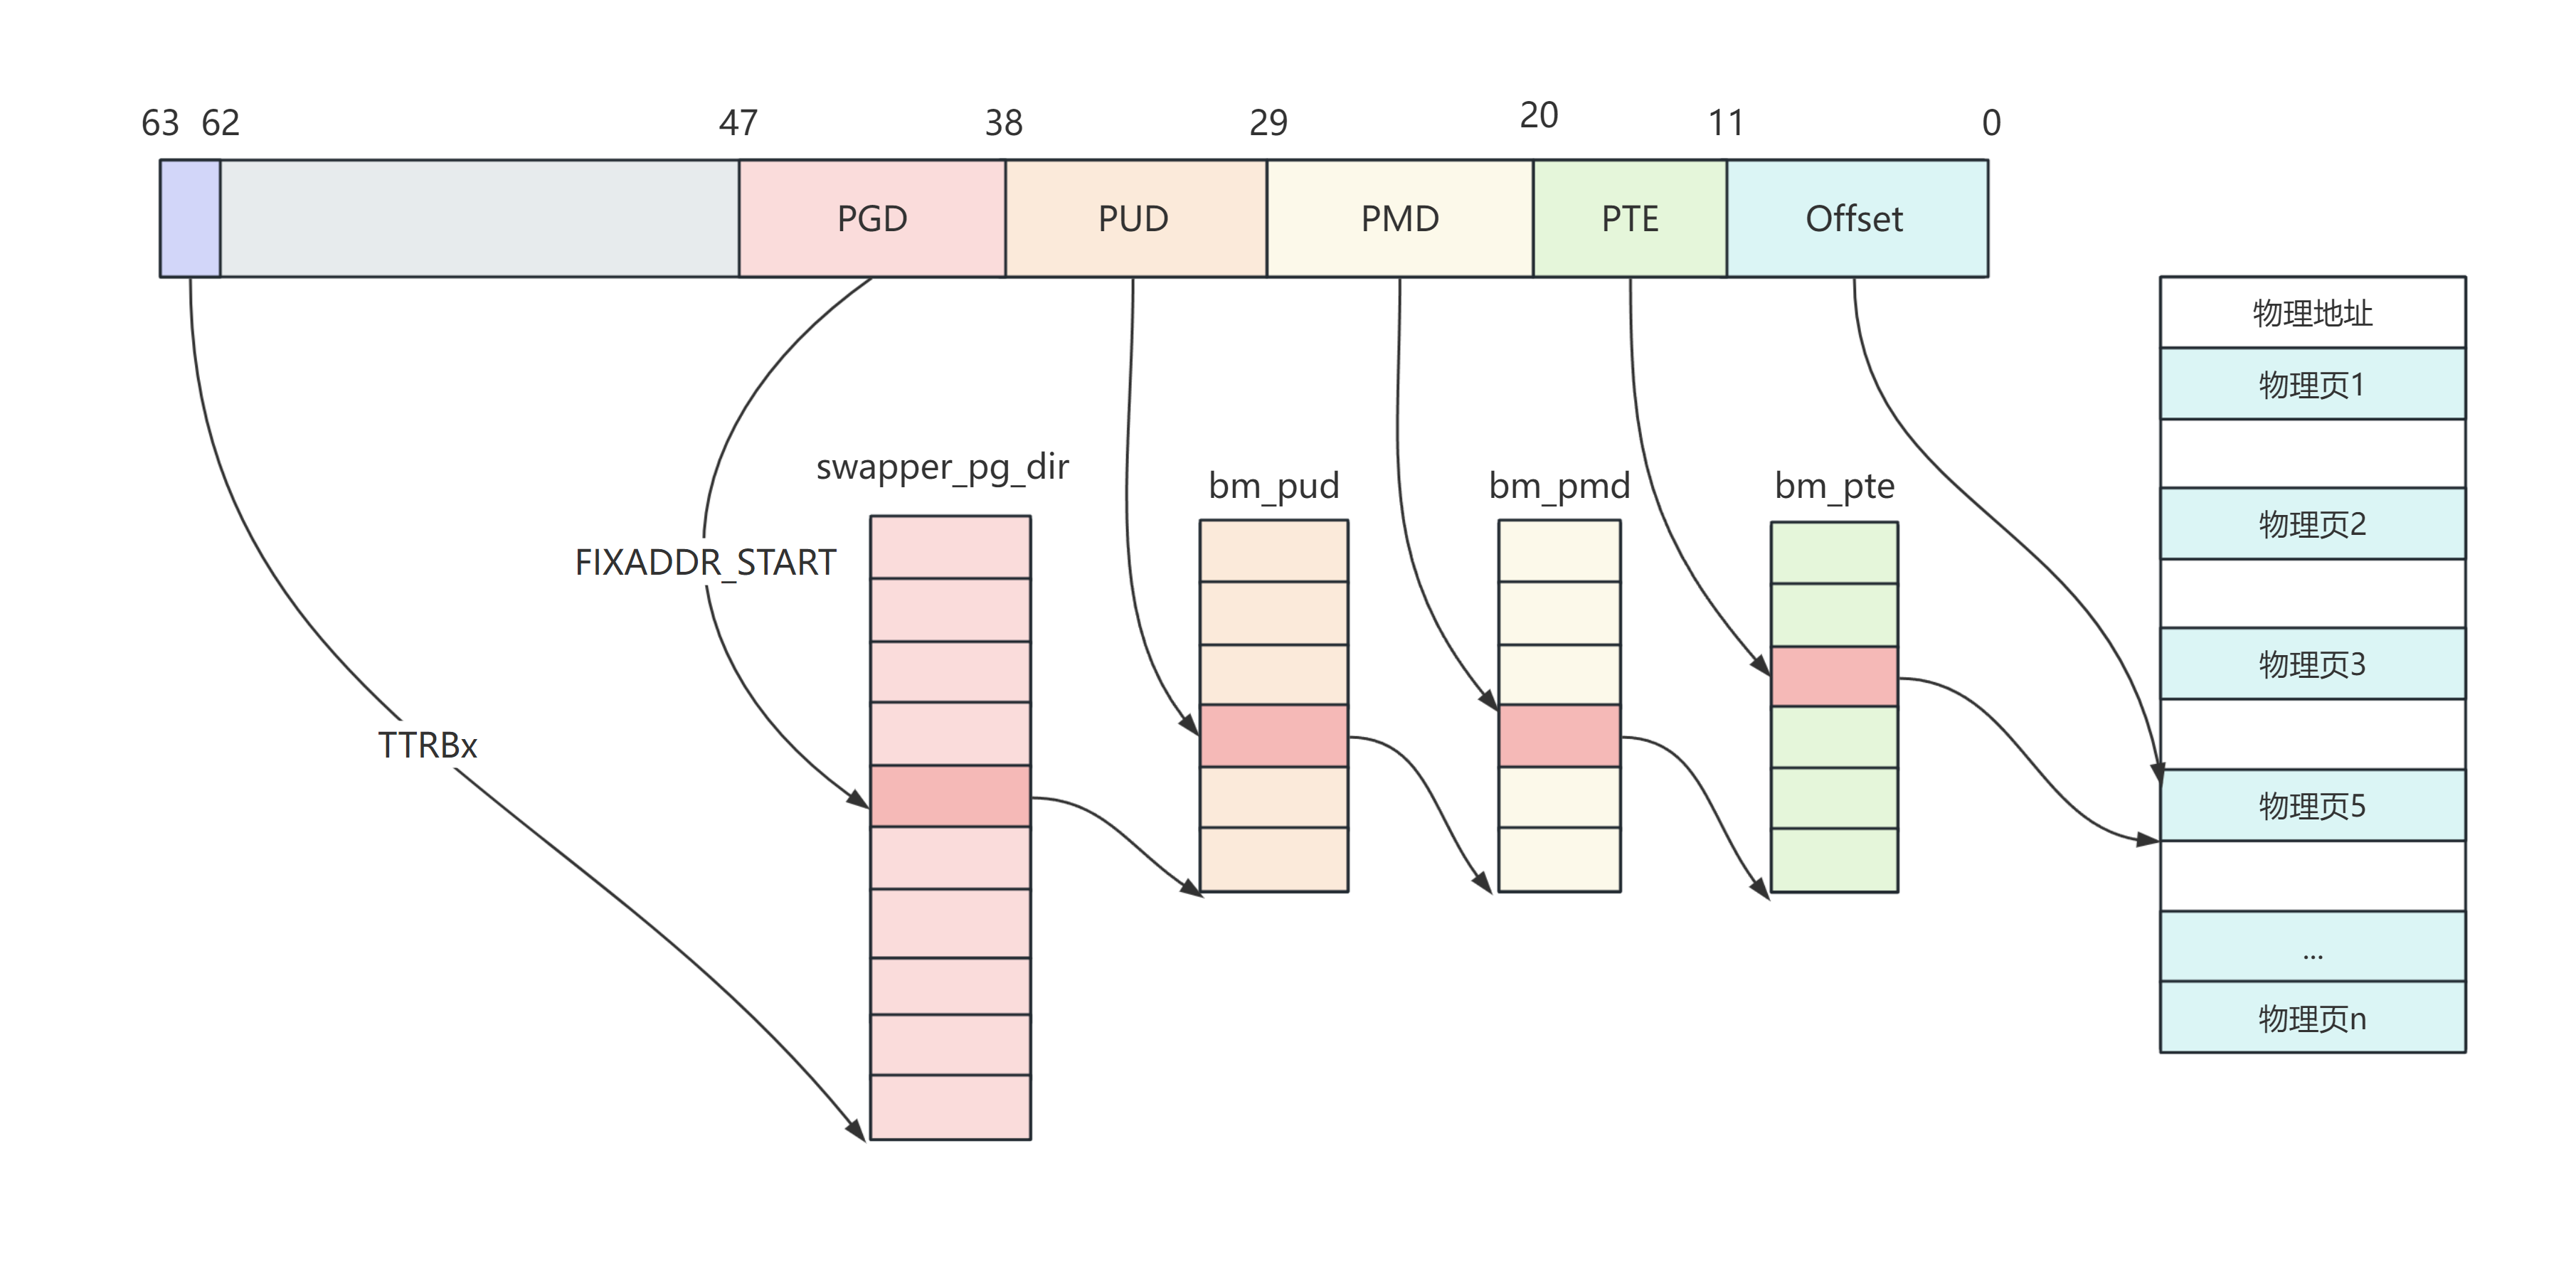 63 62 47 38 29 20 11 0
PGD PUD PMD PTE Offset
物理地址
物理页1
swapper_pg_dir bm_pud bm_pmd bm_pte
物理页2
FIXADDR_START
物理页3
TTRBx
物理页5
...
物理页n